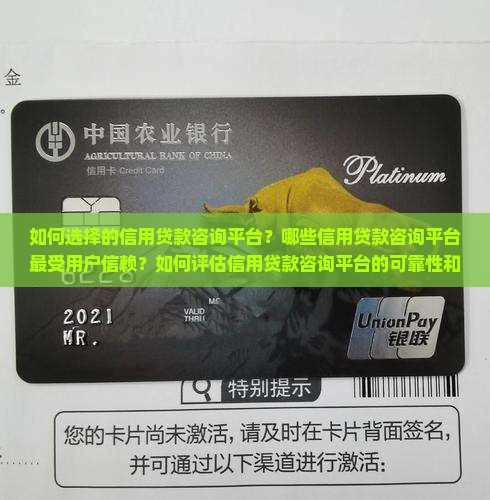 金
中国农业银行
AGRICULTURAL BANK OF CHINA
信用卡 Credit Card
Platinum
如何选择的信用贷款咨询平台？哪些信用贷款咨询平台
最受用户信赖？如何评估信用贷款咨询平台的可靠性和
2021
VALID
THRU
MR.
UnionPay
银联
特别提示
您的卡片尚未激活，请及时在卡片背面签名，
并可通过以下渠道进行激活：